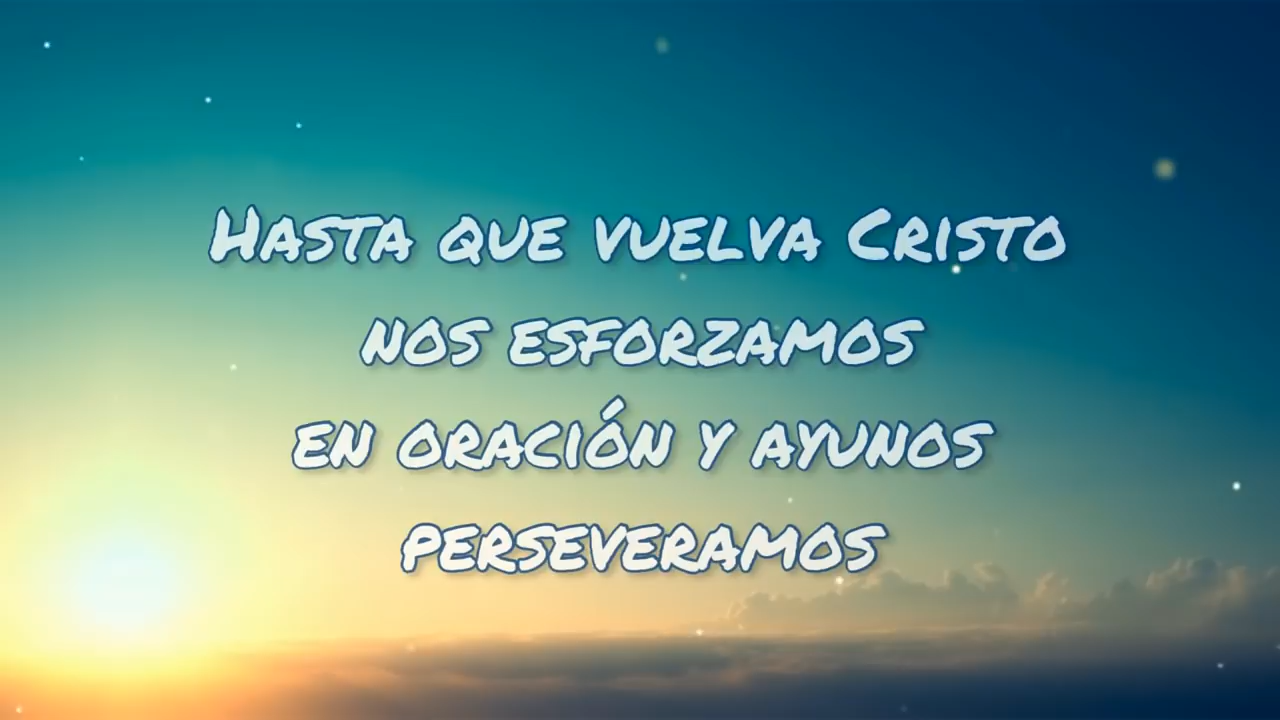 Hasta que vuelva Cristo
nos esforzamos
en oración y ayunos
perseveramos